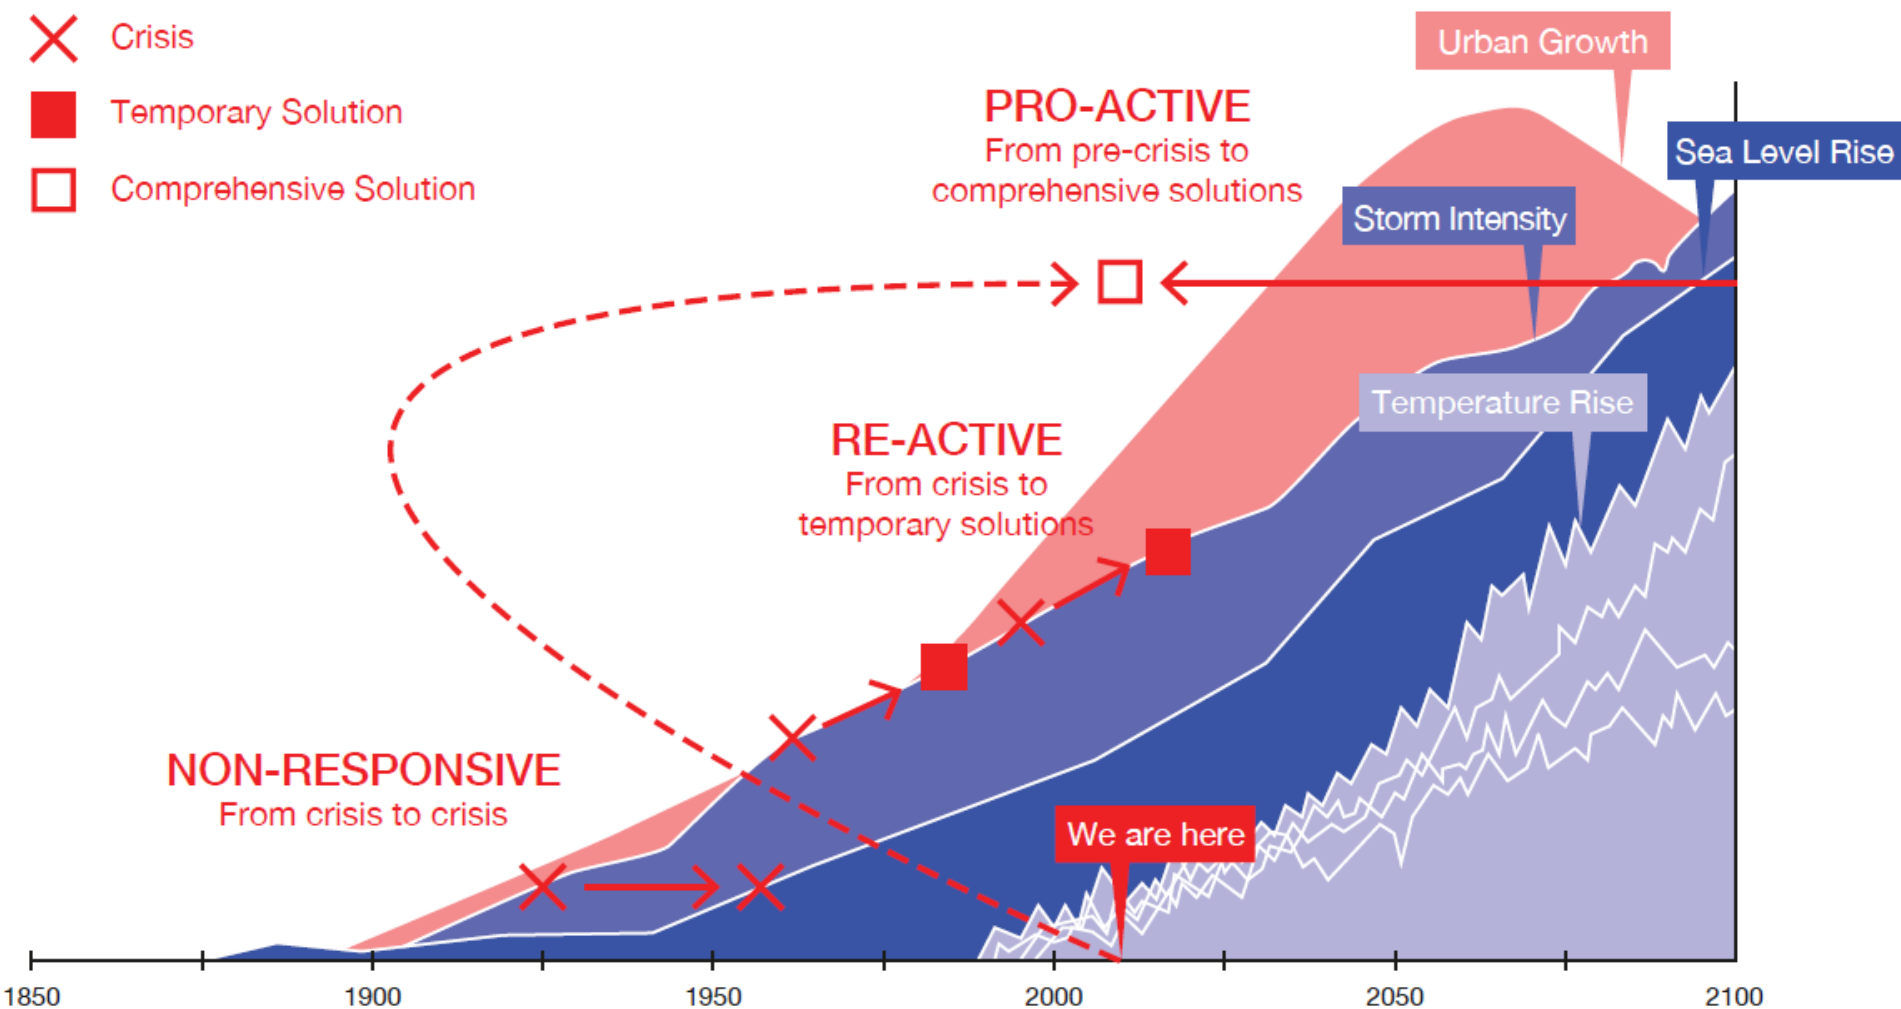 Crisis
Temporary Solution
Comprehensive Solution
Urban Growth
PRO-ACTIVE
From pre-crisis to
comprehensive solutions
Sea Level Rise
Storm Intensity
Temperature Rise
RE-ACTIVE
From crisis to
temporary solutions
NON-RESPONSIVE
From crisis to crisis
We are here
1850
1900
1950
2000
2050
2100